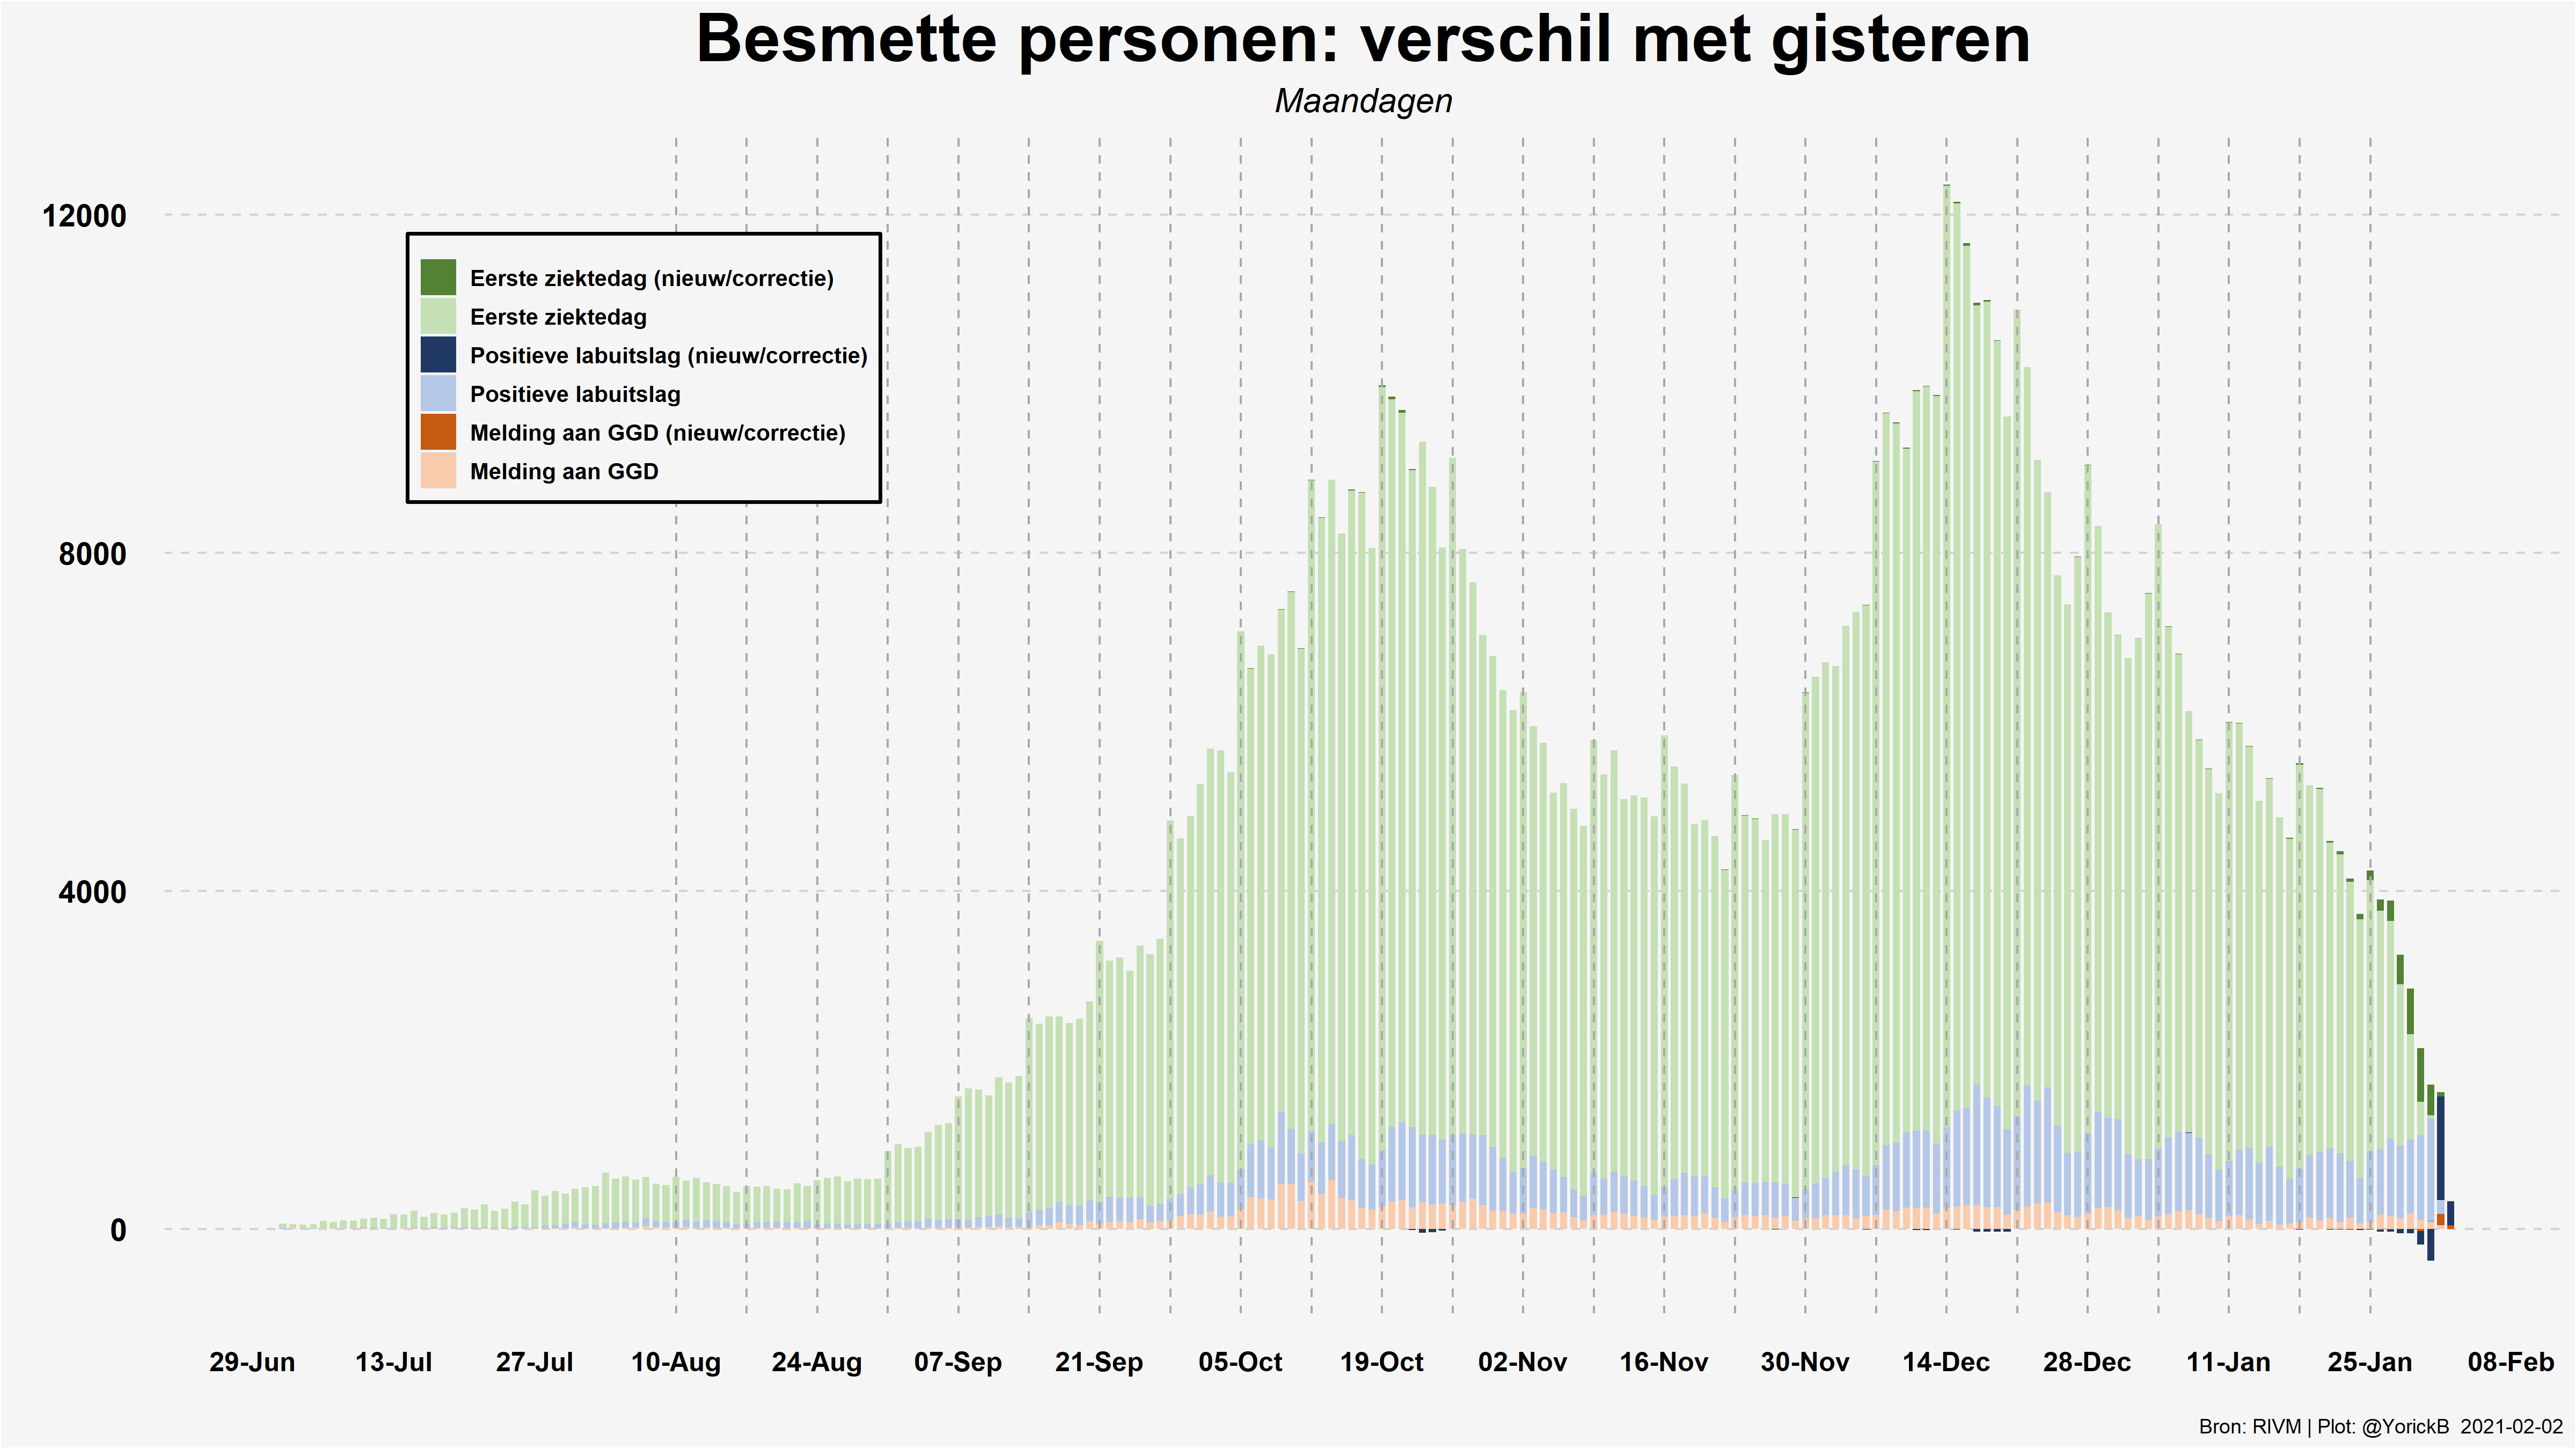 Besmette personen: verschil met gisteren
Maandagen
12000
8000
4000
0
Eerste ziektedag (nieuw/correctie)
Eerste ziektedag
Positieve labuitslag (nieuw/correctie)
Positieve labuitslag
Melding aan GGD (nieuw/correctie)
Melding aan GGD
29-Jun 13-Jul 27-Jul 10-Aug 24-Aug 07-Sep 21-Sep 05-Oct 19-Oct 02-Nov 16-Nov 30-Nov 14-Dec 28-Dec 11-Jan 25-Jan 08-Feb
Bron: RIVM | Plot: @YorickB 2021-02-02